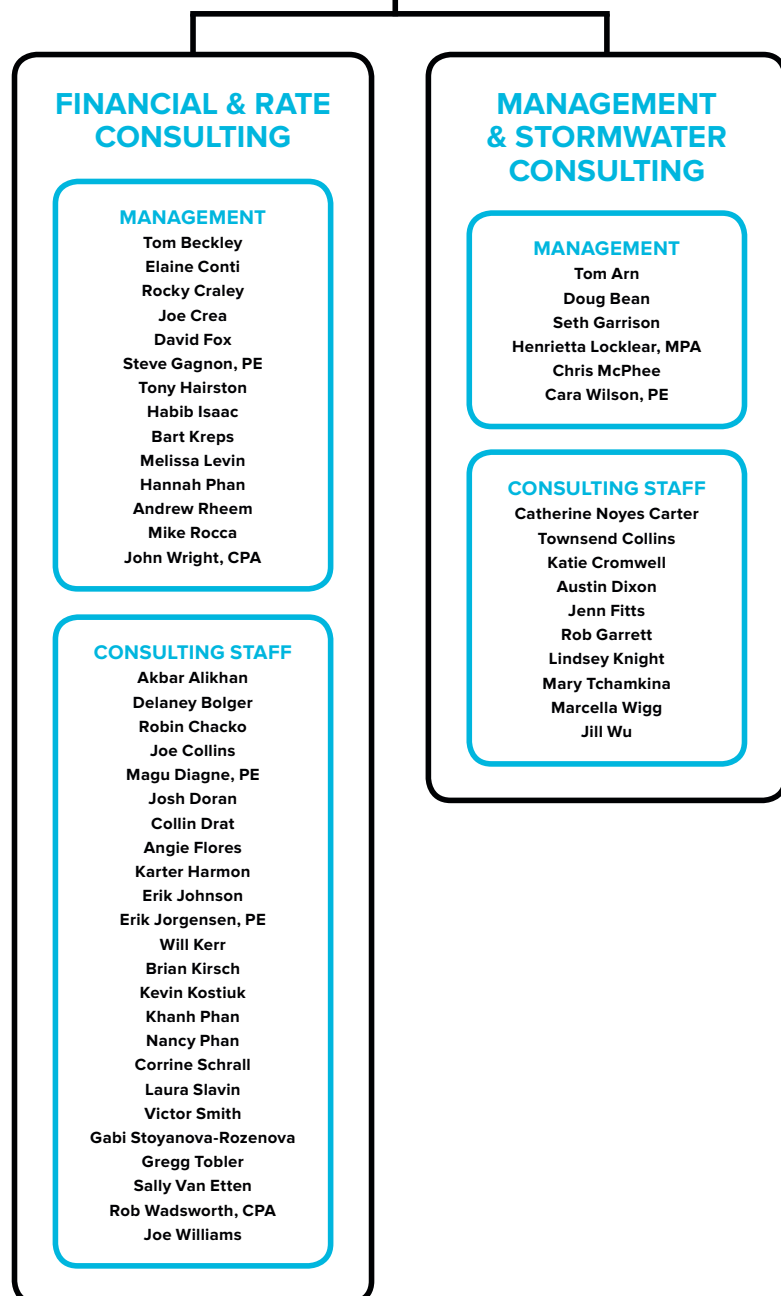 FINANCIAL & RATE
CONSULTING
MANAGEMENT
Tom Beckley
Elaine Conti
Rocky Craley
Joe Crea
David Fox
Steve Gagnon, PE
Tony Hairston
Habib Isaac
Bart Kreps
Melissa Levin
Hannah Phan
Andrew Rheem
Mike Rocca
John Wright, CPA
CONSULTING STAFF
Akbar Alikhan
Delaney Bolger
Robin Chacko
Joe Collins
Magu Diagne, PE
Josh Doran
Collin Drat
Angie Flores
Karter Harmon
Erik Johnson
Erik Jorgensen, PE
Will Kerr
Brian Kirsch
Kevin Kostiuk
Khanh Phan
Nancy Phan
Corrine Schrall
Laura Slavin
Victor Smith
Gabi Stoyanova-Rozenova
Gregg Tobler
Sally Van Etten
Rob Wadsworth, CPA
Joe Williams
MANAGEMENT
& STORMWATER
CONSULTING
MANAGEMENT
Tom Arn
Doug Bean
Seth Garrison
Henrietta Locklear, MPA
Chris McPhee
Cara Wilson, PE
CONSULTING STAFF
Catherine Noyes Carter
Townsend Collins
Katie Cromwell
Austin Dixon
Jenn Fitts
Rob Garrett
Lindsey Knight
Mary Tchamkina
Marcella Wigg
Jill Wu